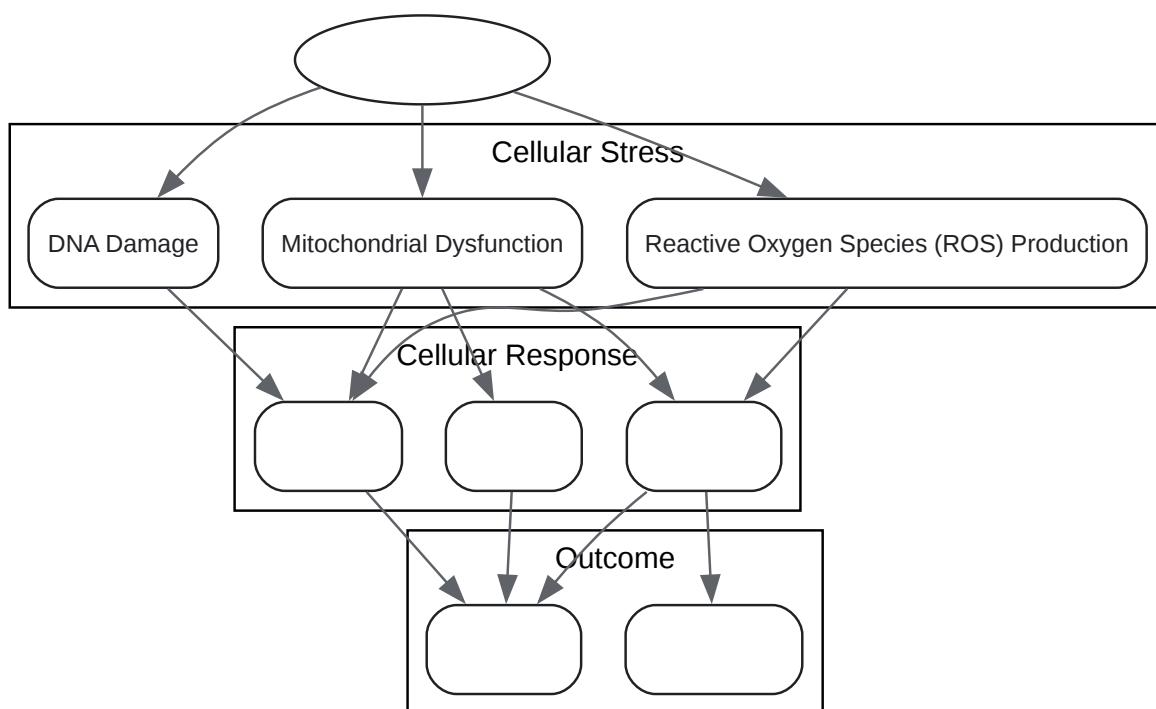 Cellular Stress
DNA Damage
Mitochondrial Dysfunction
Reactive Oxygen Species (ROS) Production
Cellular Response
Outcome